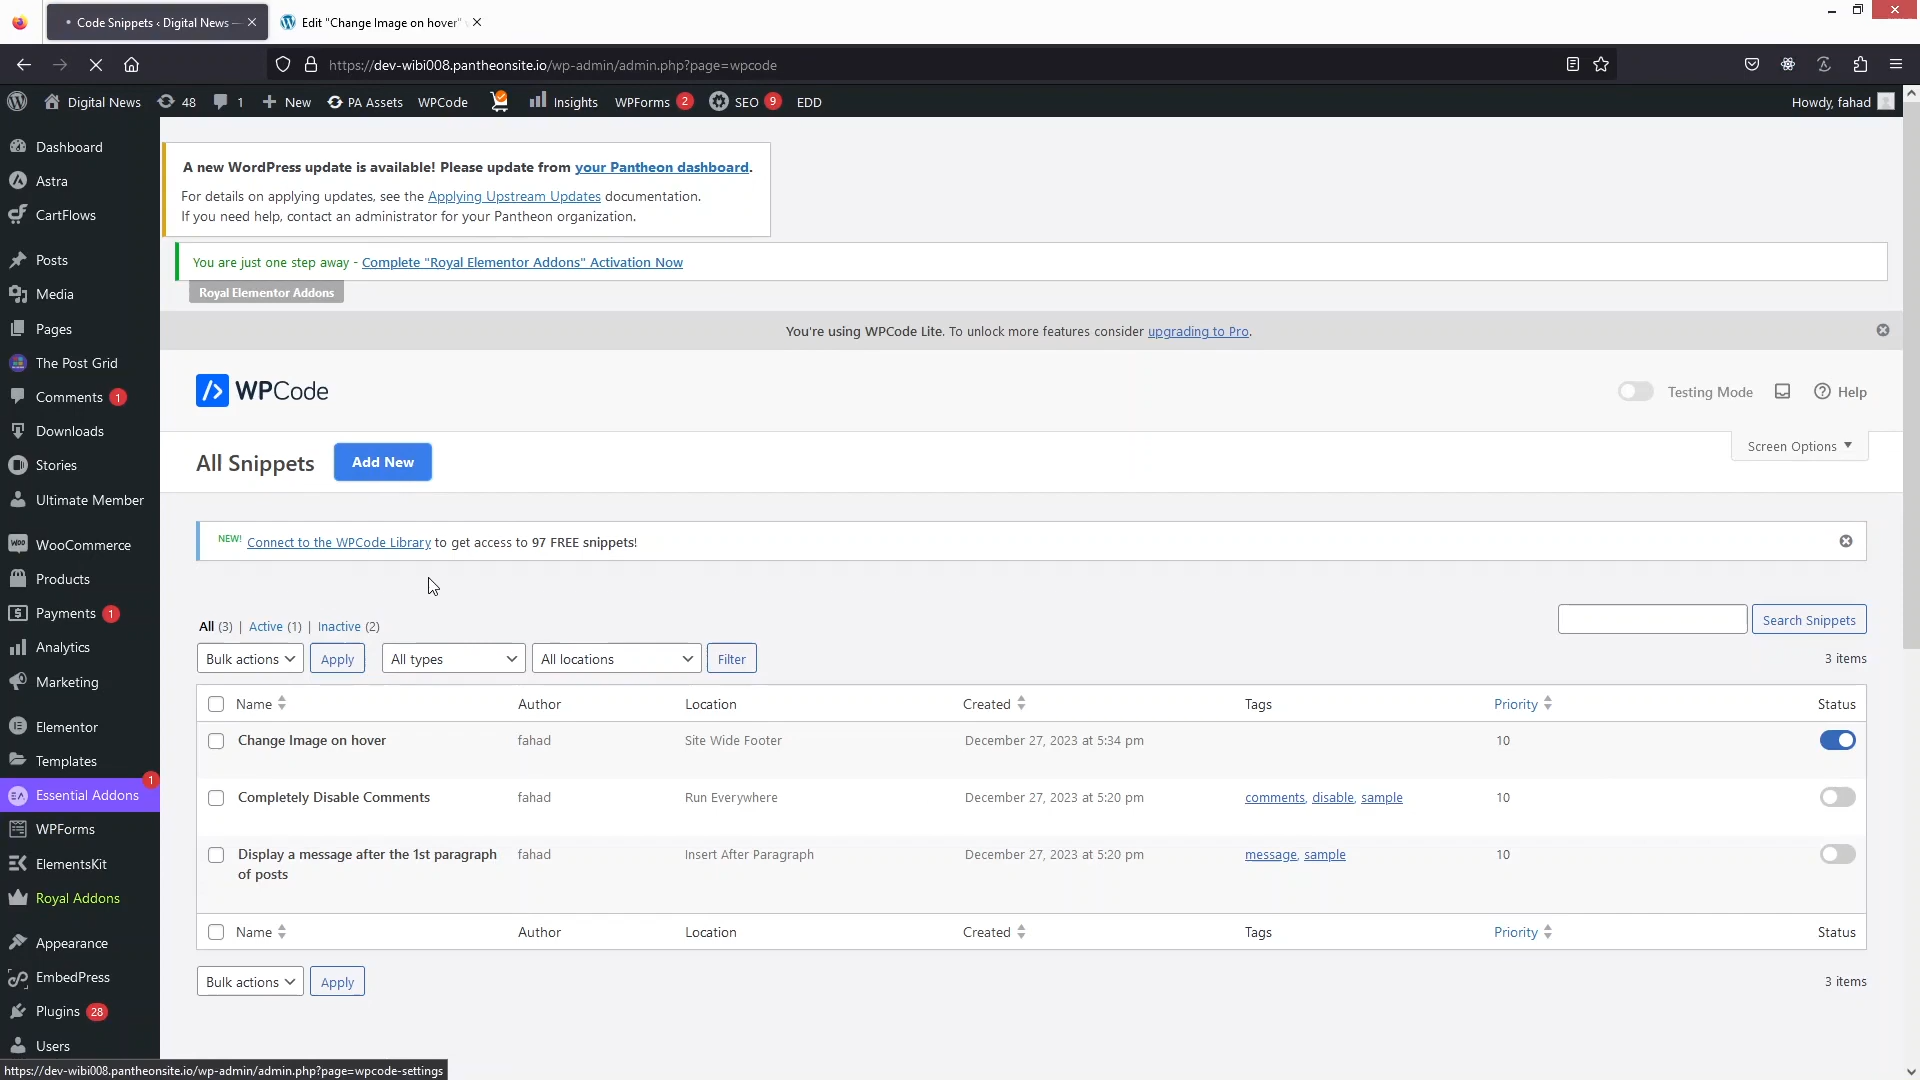 Code Snippets ‹ Digital News —
Edit "Change Image on hover"
https://dev-wibi008.pantheonsite.io/wp-admin/admin.php?page=wpcode
Digital News
48
1
New
PA Assets
WPCode
Insights
WPForms 2
SEO 9
EDD
Howdy, fahad
Dashboard
Astra
CartFlows
Posts
Media
Pages
The Post Grid
Comments 1
Downloads
Stories
Ultimate Member
WooCommerce
Products
Payments 1
Analytics
Marketing
Elementor
Templates
1
Essential Addons
WPForms
ElementsKit
Royal Addons
Appearance
EmbedPress
Plugins 28
Users
A new WordPress update is available! Please update from your Pantheon dashboard.
For details on applying updates, see the Applying Upstream Updates documentation.
If you need help, contact an administrator for your Pantheon organization.
You are just one step away - Complete "Royal Elementor Addons" Activation Now
Royal Elementor Addons
You're using WPCode Lite. To unlock more features consider upgrading to Pro.
WPCode
Testing Mode
Help
All Snippets
Add New
Screen Options
NEW! Connect to the WPCode Library to get access to 97 FREE snippets!
All (3) | Active (1) | Inactive (2)
Search Snippets
Bulk actions
Apply
All types
All locations
Filter
3 items
Name Author Location Created Tags Priority Status
Change Image on hover fahad Site Wide Footer December 27, 2023 at 5:34 pm 10
Completely Disable Comments fahad Run Everywhere December 27, 2023 at 5:20 pm comments, disable, sample 10
Display a message after the 1st paragraph fahad Insert After Paragraph December 27, 2023 at 5:20 pm message, sample 10
of posts
Name Author Location Created Tags Priority Status
Bulk actions
Apply
3 items
https://dev-wibi008.pantheonsite.io/wp-admin/admin.php?page=wpcode-settings